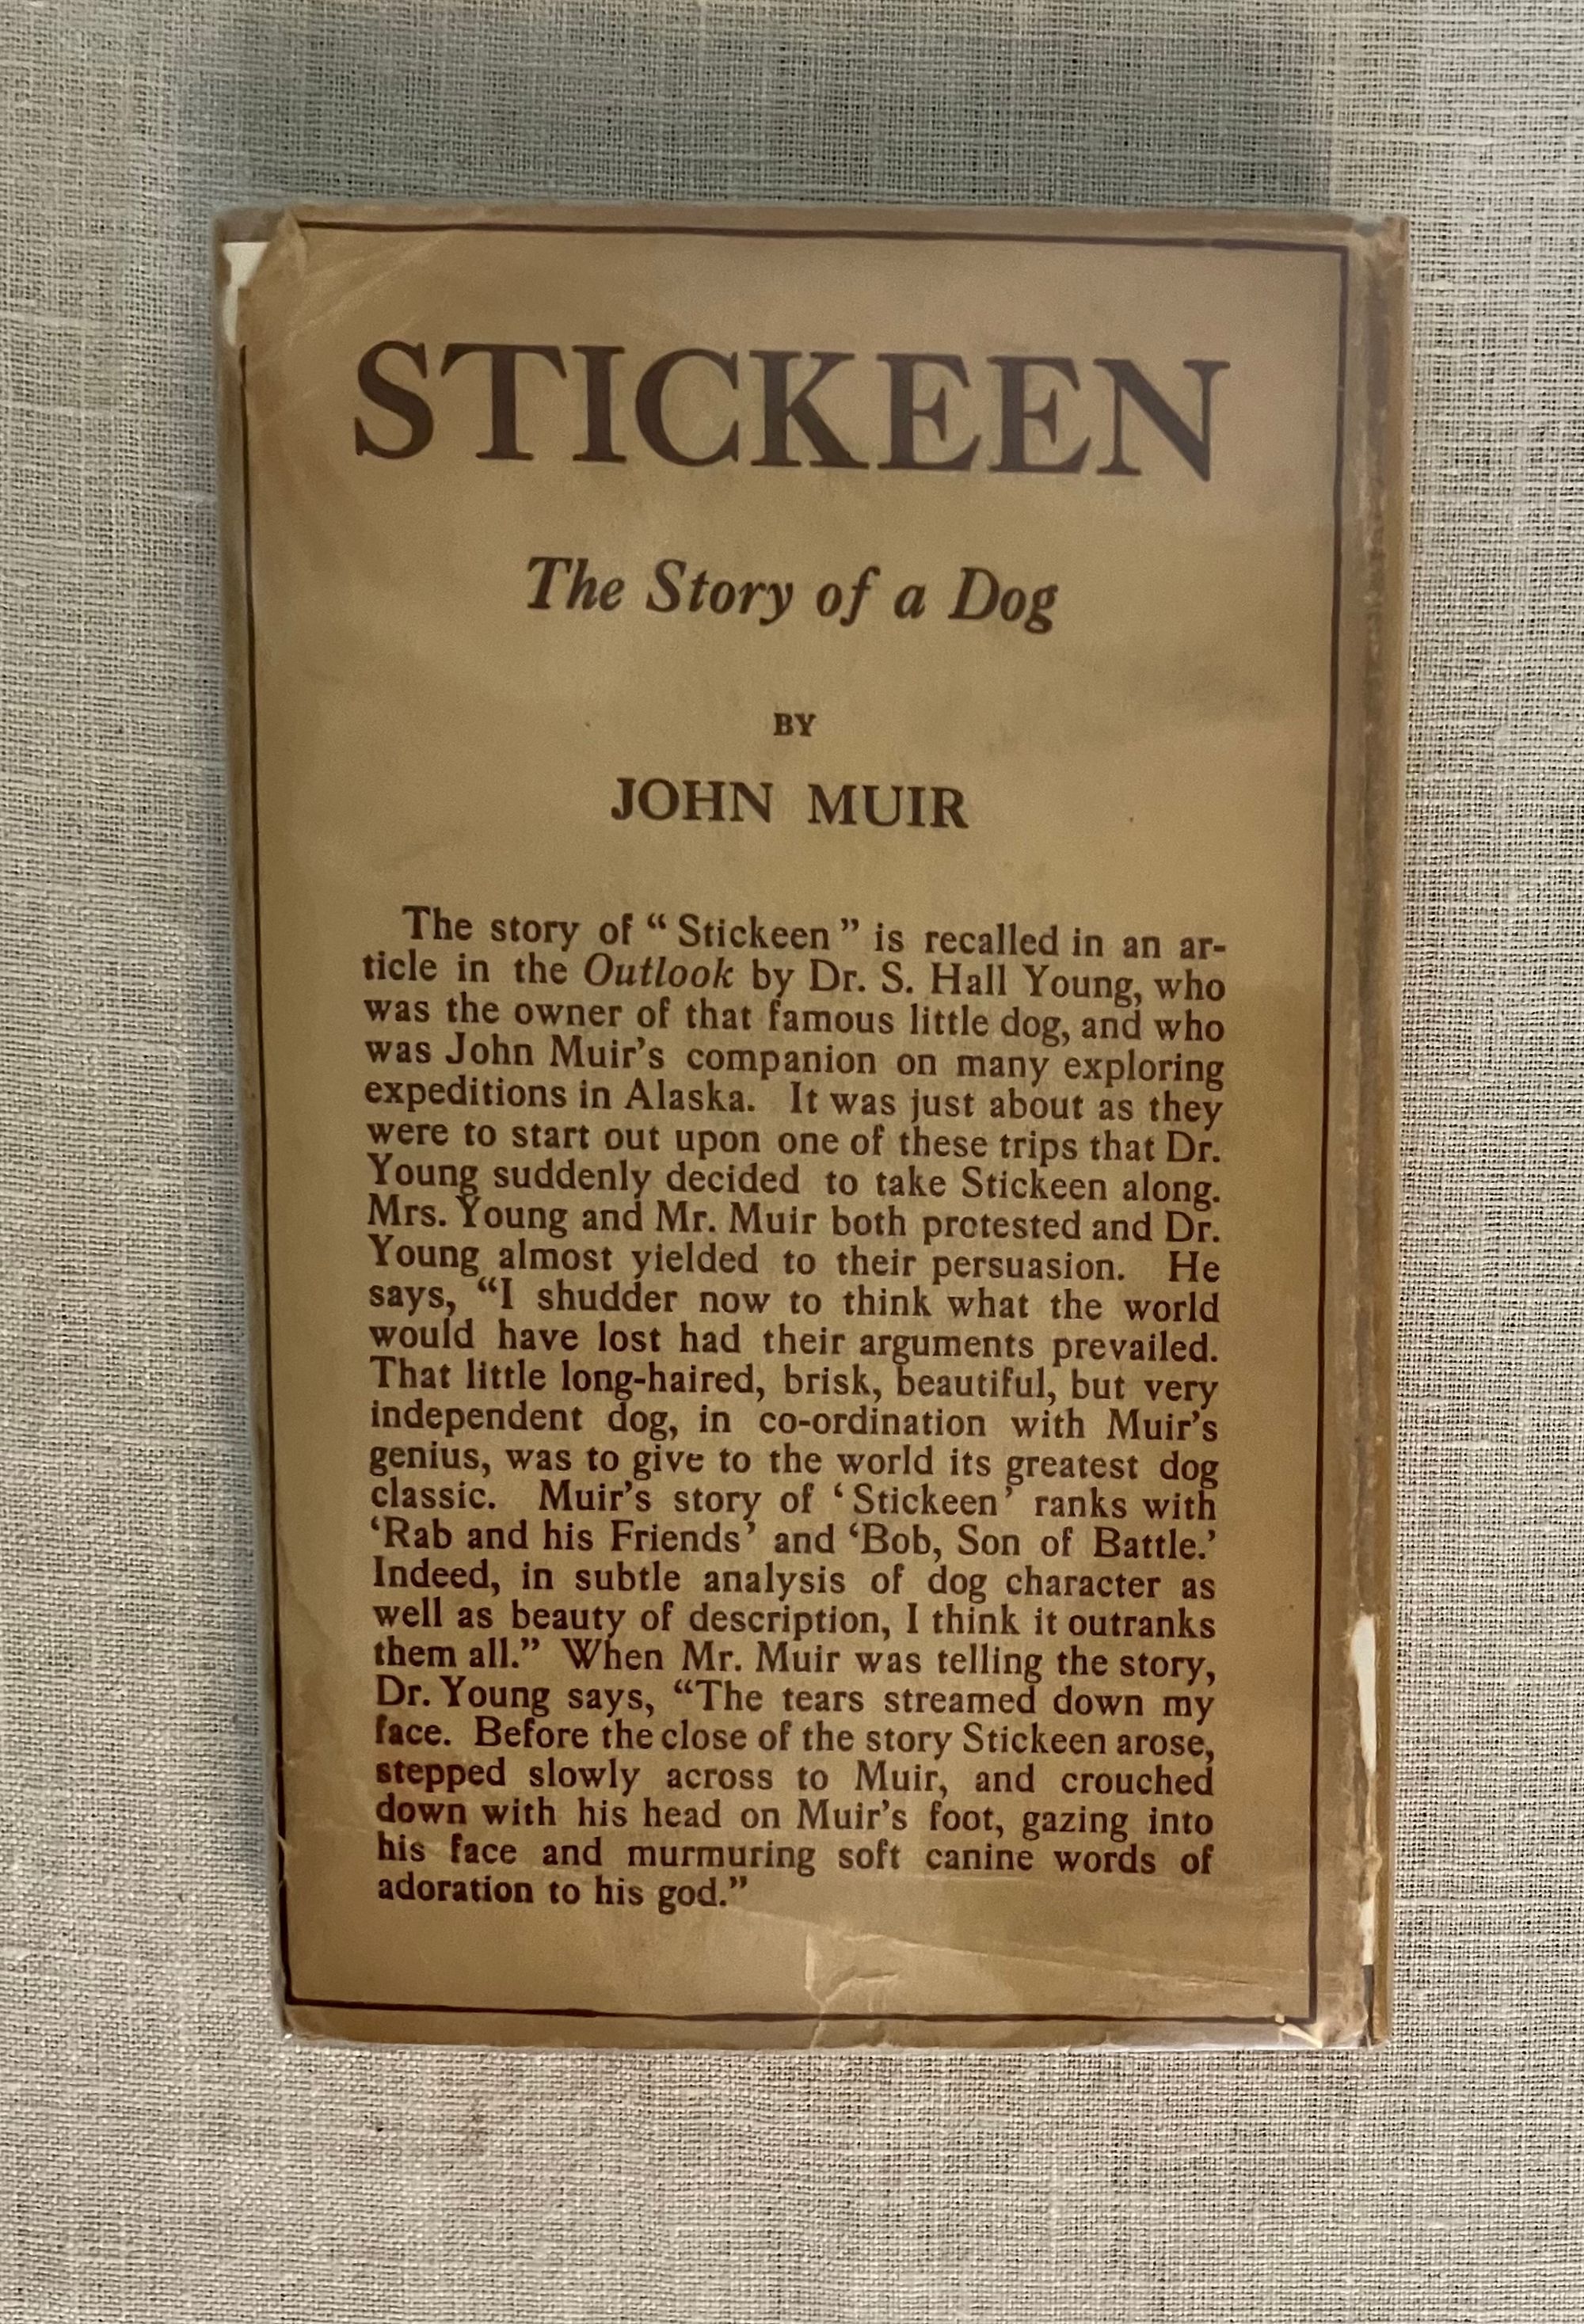 STICKEEN
The Story of a Dog
BY
JOHN MUIR
The story of “Stickeen” is recalled in an ar-
ticle in the Outlook by Dr. S. Hall Young, who
was the owner of that famous little dog, and who
was John Muir’s companion on many exploring
expeditions in Alaska. It was just about as they
were to start out upon one of these trips that Dr.
Young suddenly decided to take Stickeen along.
Mrs. Young and Mr. Muir both protested and Dr.
Young almost yielded to their persuasion. He
says, “I shudder now to think what the world
would have lost had their arguments prevailed.
That little long-haired, brisk, beautiful, but very
independent dog, in co-ordination with Muir’s
genius, was to give to the world its greatest dog
classic. Muir’s story of ‘Stickeen’ ranks with
‘Rab and his Friends’ and ‘Bob, Son of Battle.’
Indeed, in subtle analysis of dog character as
well as beauty of description, I think it outranks
them all.” When Mr. Muir was telling the story,
Dr. Young says, “The tears streamed down my
face. Before the close of the story Stickeen arose,
stepped slowly across to Muir, and crouched
down with his head on Muir’s foot, gazing into
his face and murmuring soft canine words of
adoration to his god.”